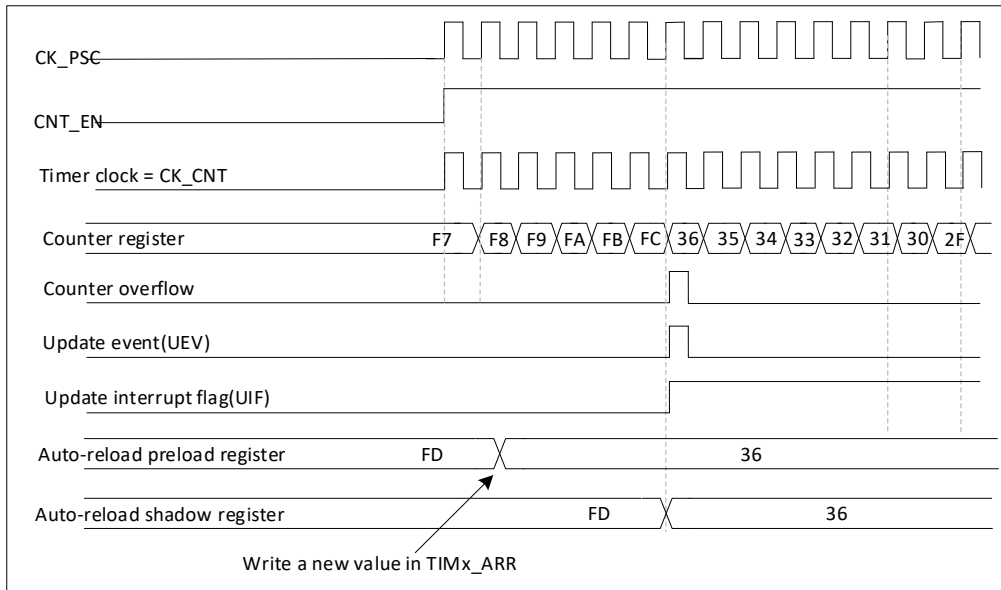 CK_PSC
CNT_EN
Timer clock = CK_CNT
Counter register F7 F8 F9 FA FB FC 36 35 34 33 32 31 30 2F
Counter overflow
Update event(UEV)
Update interrupt flag(UIF)
Auto-reload preload register FD 36
Auto-reload shadow register FD 36
Write a new value in TIMx_ARR